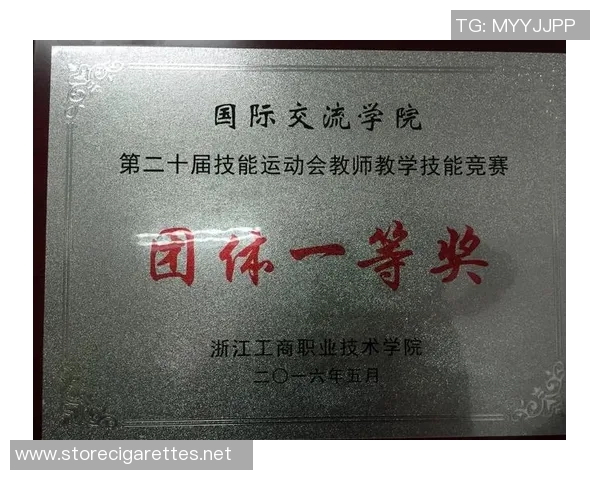 TG: MYYJJPP
国际交流学院
第二十届技能运动会教师教学技能竞赛
团体一等奖
浙江工商职业技术学院
二〇一六年五月
www.storecigarettes.net